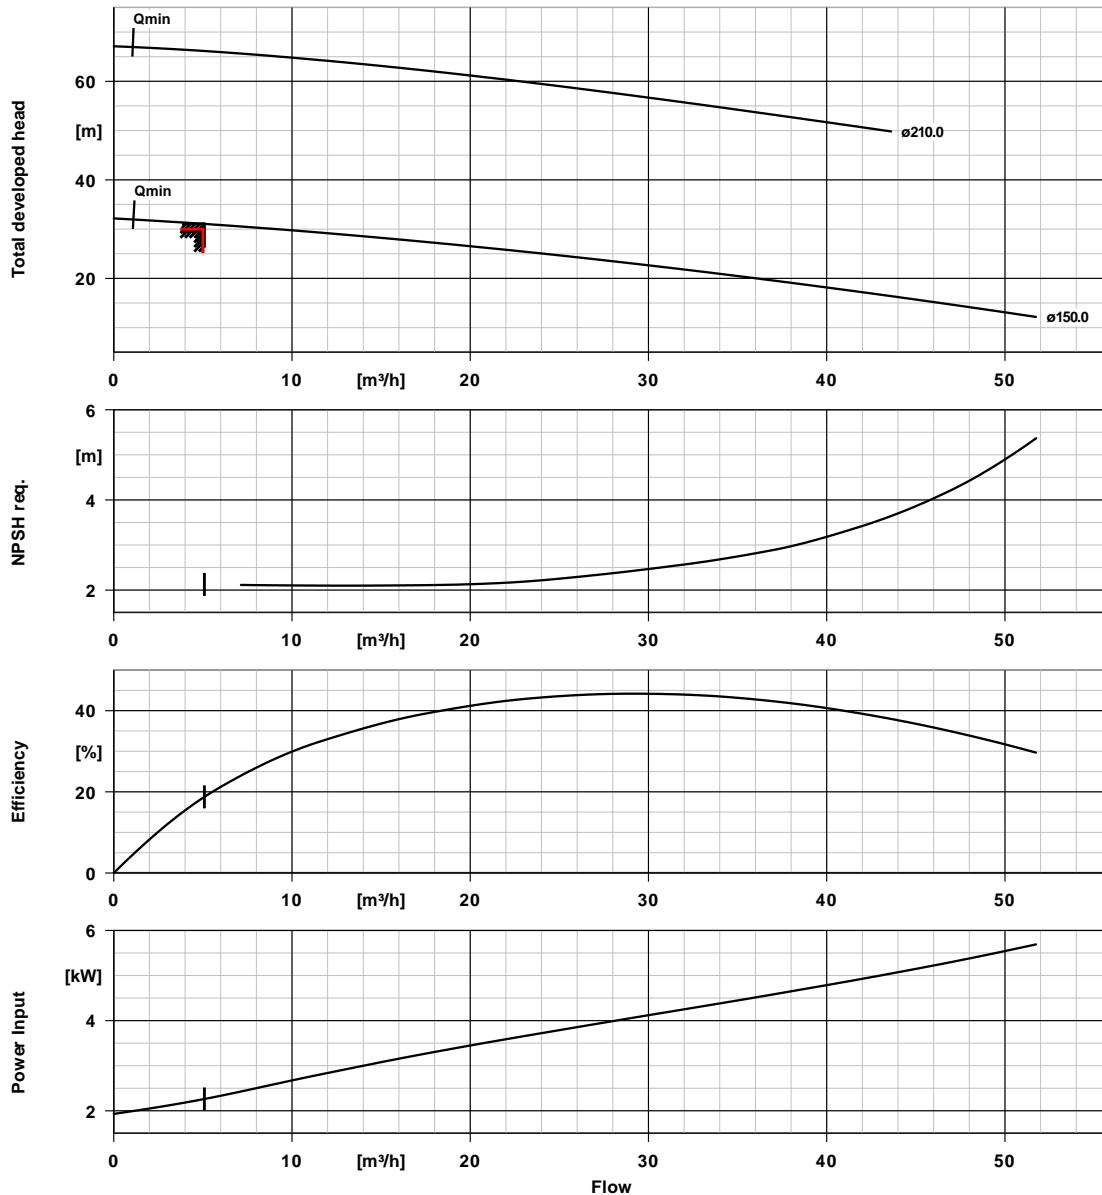 Qmin
60
[m]
ø210.0
40
Qmin
20
ø150.0
Total developed head
0 10 [m³/h] 20 30 40 50
6
[m]
4
2
NPSH req.
0 10 [m³/h] 20 30 40 50
40
[%]
20
0
Efficiency
0 10 [m³/h] 20 30 40 50
6
[kW]
4
2
Power Input
0 10 [m³/h] 20 30 40 50
Flow